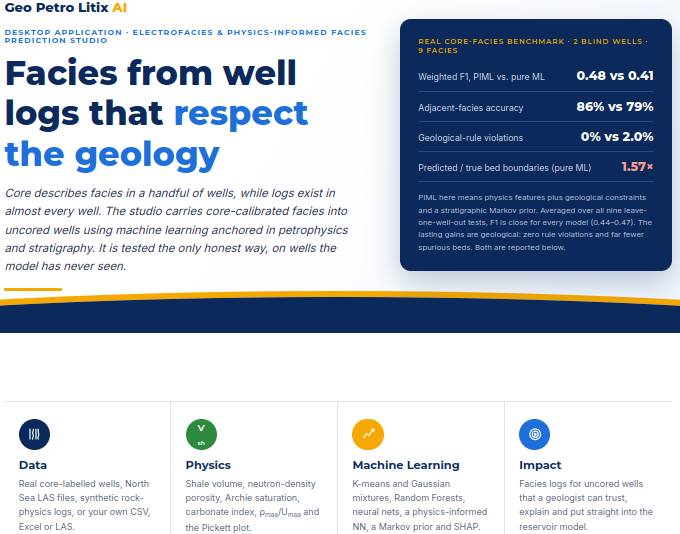 Geo Petro Litix AI
DESKTOP APPLICATION · ELECTROFACIES & PHYSICS-INFORMED FACIES
PREDICTION STUDIO
Facies from well
logs that respect
the geology
Core describes facies in a handful of wells, while logs exist in
almost every well. The studio carries core-calibrated facies into
uncored wells using machine learning anchored in petrophysics
and stratigraphy. It is tested the only honest way, on wells the
model has never seen.
REAL CORE-FACIES BENCHMARK · 2 BLIND WELLS ·
9 FACIES
Weighted F1, PIML vs. pure ML 0.48 vs 0.41
Adjacent-facies accuracy 86% vs 79%
Geological-rule violations 0% vs 2.0%
Predicted / true bed boundaries (pure ML) 1.57×
PIML here means physics features plus geological constraints
and a stratigraphic Markov prior. Averaged over all nine leave-
one-well-out tests, F1 is close for every model (0.44–0.47). The
lasting gains are geological: zero rule violations and far fewer
spurious beds. Both are reported below.
Data
Real core-labelled wells, North
Sea LAS files, synthetic rock-
physics logs, or your own CSV,
Excel or LAS.
V
sh
Physics
Shale volume, neutron-density
porosity, Archie saturation,
carbonate index, ρmaa/Umaa and
the Pickett plot.
Machine Learning
K-means and Gaussian
mixtures, Random Forests,
neural nets, a physics-informed
NN, a Markov prior and SHAP.
Impact
Facies logs for uncored wells
that a geologist can trust,
explain and put straight into the
reservoir model.